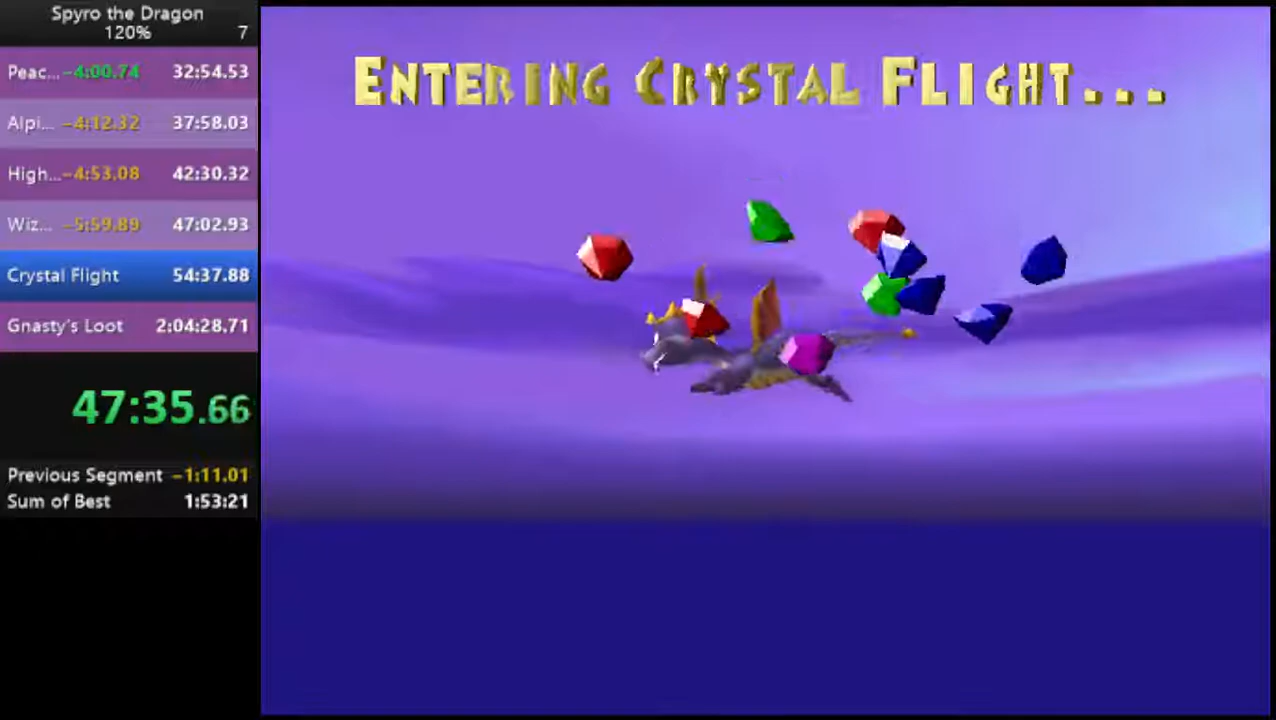 Spyro the Dragon
120% 7
Peac... -4:00.74 32:54.53
Alpi... -4:12.32 37:58.03
High... -4:53.08 42:30.32
Wiz... -5:59.89 47:02.93
Crystal Flight 54:37.88
Gnasty's Loot 2:04:28.71
47:35.66
Previous Segment -1:11.01
Sum of Best 1:53:21
ENTERING CRYSTAL FLIGHT...